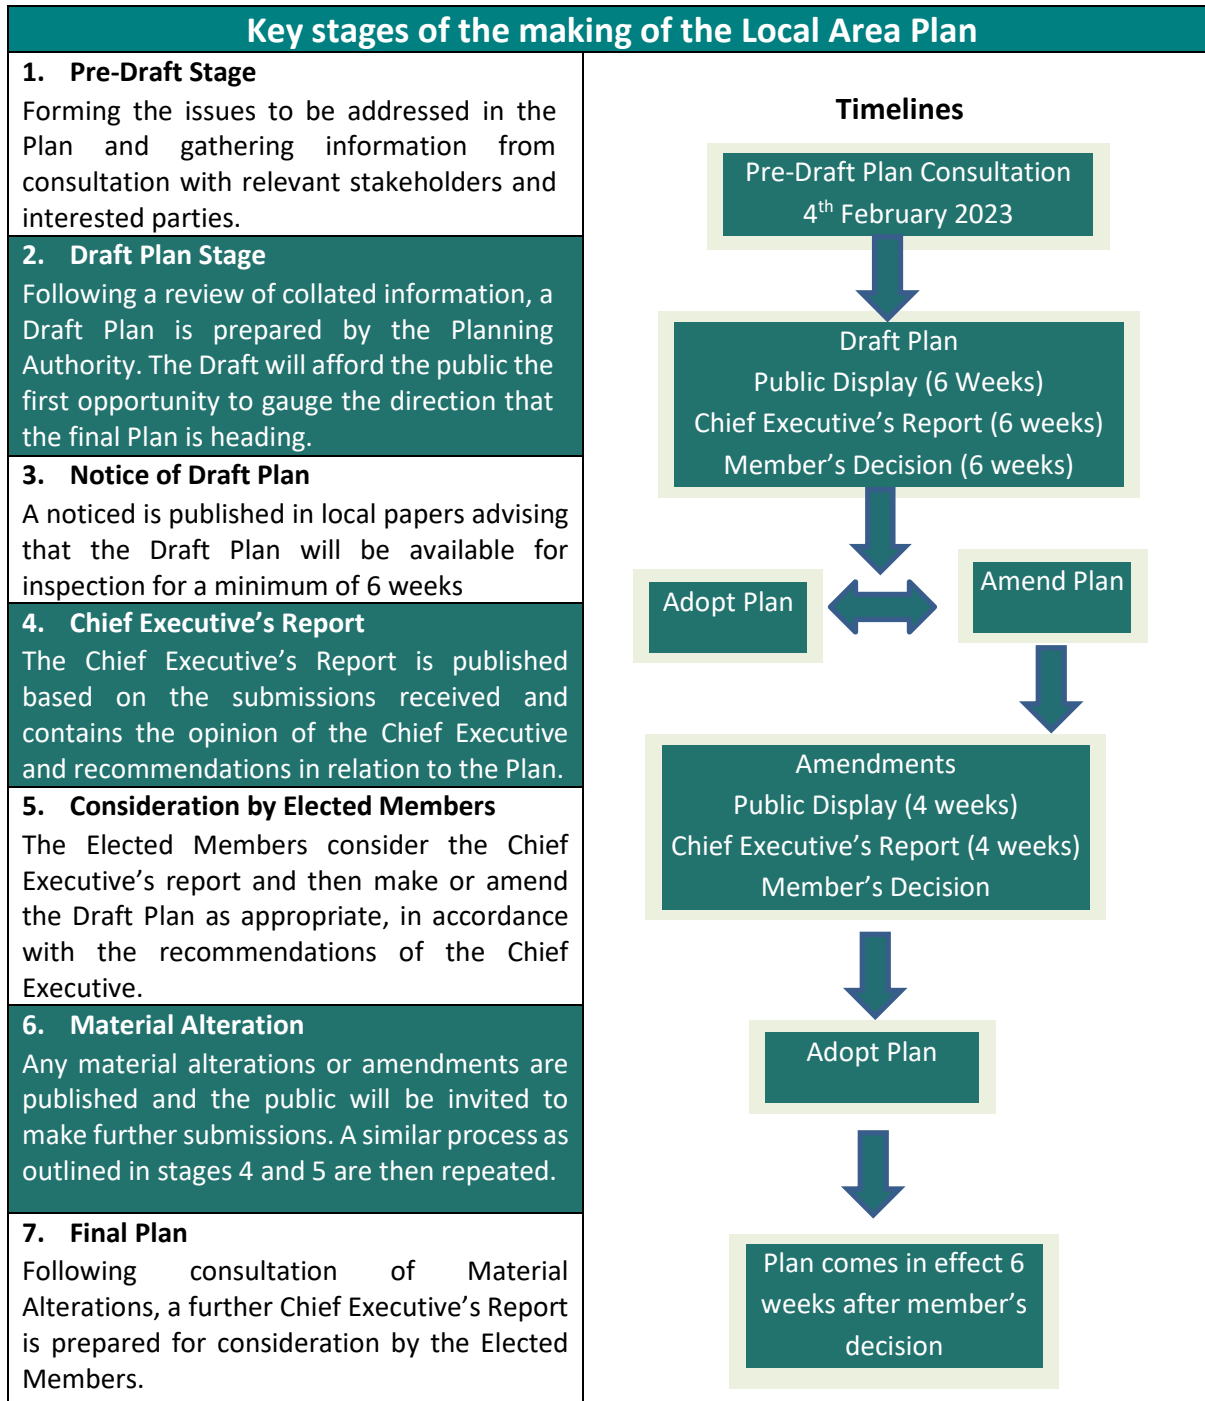 Key stages of the making of the Local Area Plan
1. Pre-Draft Stage
Forming the issues to be addressed in the
Plan and gathering information from
consultation with relevant stakeholders and
interested parties.
2. Draft Plan Stage
Following a review of collated information, a
Draft Plan is prepared by the Planning
Authority. The Draft will afford the public the
first opportunity to gauge the direction that
the final Plan is heading.
3. Notice of Draft Plan
A noticed is published in local papers advising
that the Draft Plan will be available for
inspection for a minimum of 6 weeks
4. Chief Executive’s Report
The Chief Executive’s Report is published
based on the submissions received and
contains the opinion of the Chief Executive
and recommendations in relation to the Plan.
5. Consideration by Elected Members
The Elected Members consider the Chief
Executive’s report and then make or amend
the Draft Plan as appropriate, in accordance
with the recommendations of the Chief
Executive.
6. Material Alteration
Any material alterations or amendments are
published and the public will be invited to
make further submissions. A similar process as
outlined in stages 4 and 5 are then repeated.
7. Final Plan
Following consultation of Material
Alterations, a further Chief Executive’s Report
is prepared for consideration by the Elected
Members.
Timelines
Pre-Draft Plan Consultation
4th February 2023
Draft Plan
Public Display (6 Weeks)
Chief Executive’s Report (6 weeks)
Member’s Decision (6 weeks)
Adopt Plan
Amend Plan
Amendments
Public Display (4 weeks)
Chief Executive’s Report (4 weeks)
Member’s Decision
Adopt Plan
Plan comes in effect 6
weeks after member’s
decision